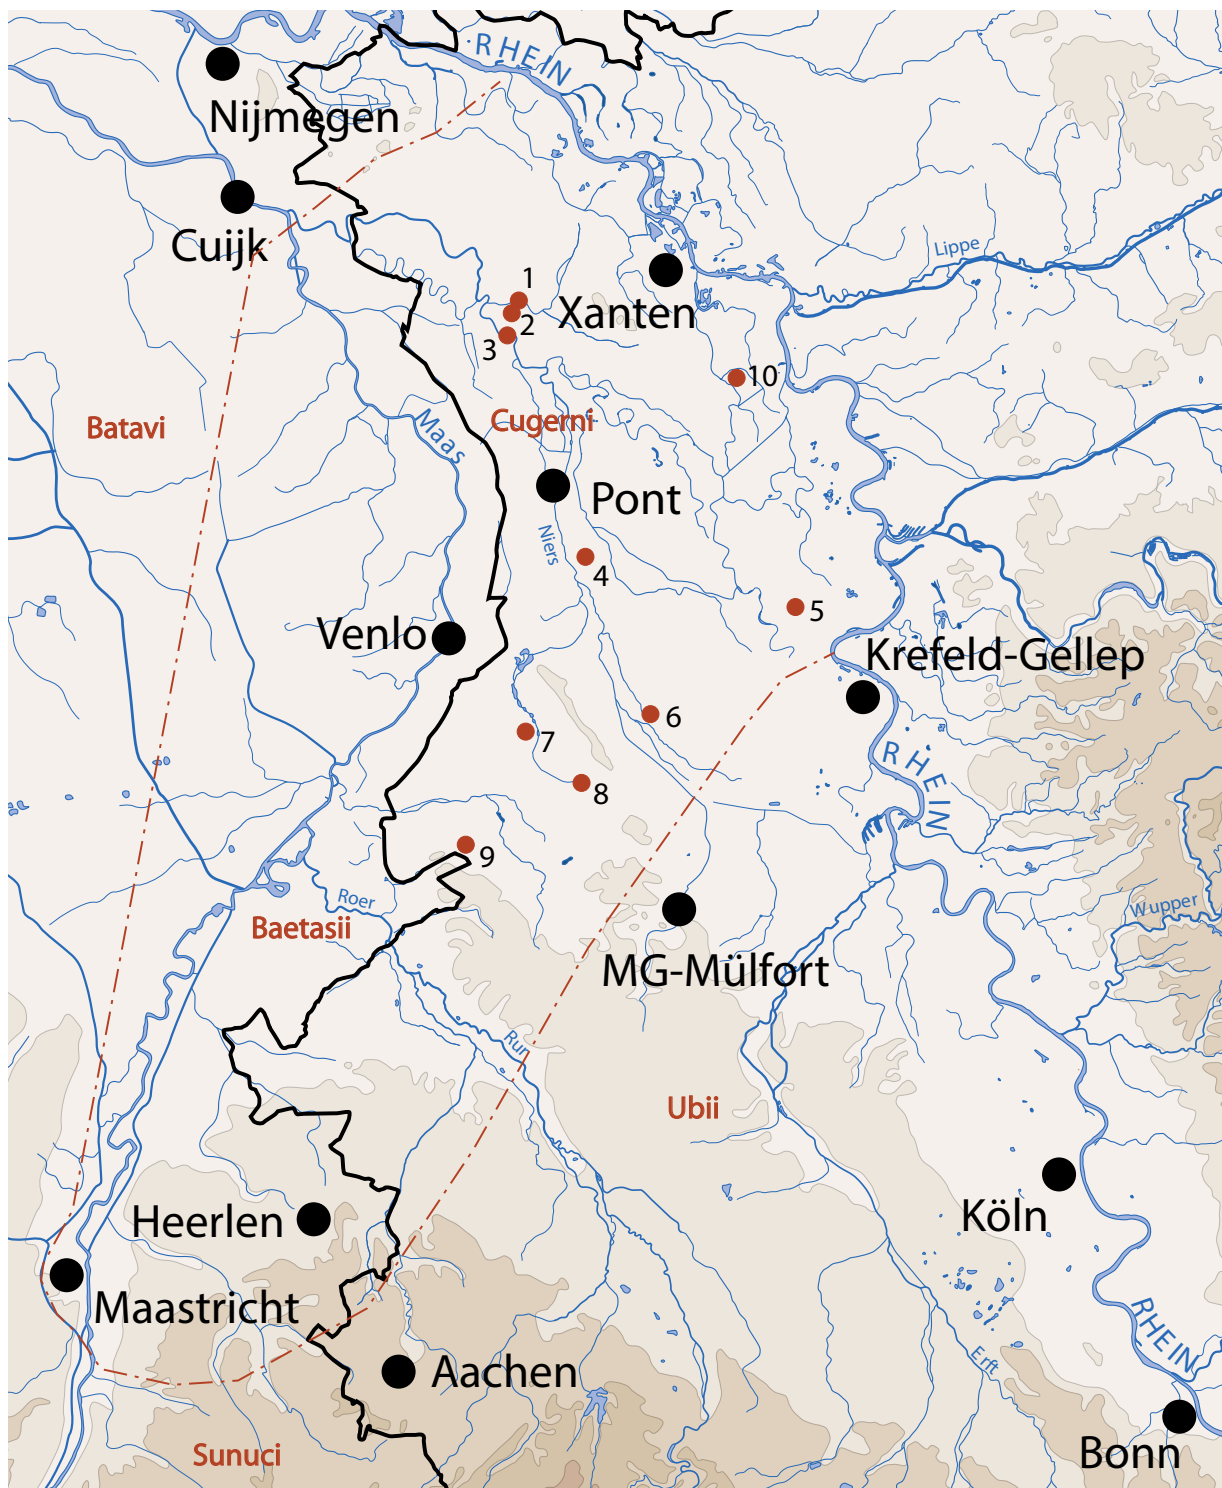 RHEIN
Nijmegen
Cuijk
Lippe
1
Xanten
2
3
10
Batavi
Cugerni
Maas
Pont
Niers
4
5
Venlo
Krefeld-Gellep
6
7
RHEIN
8
9
Roer
Wupper
Baetasii
MG-Mülfort
Rur
Ubii
Köln
Heerlen
Maastricht
RHEIN
Erft
Aachen
Sunuci
Bonn